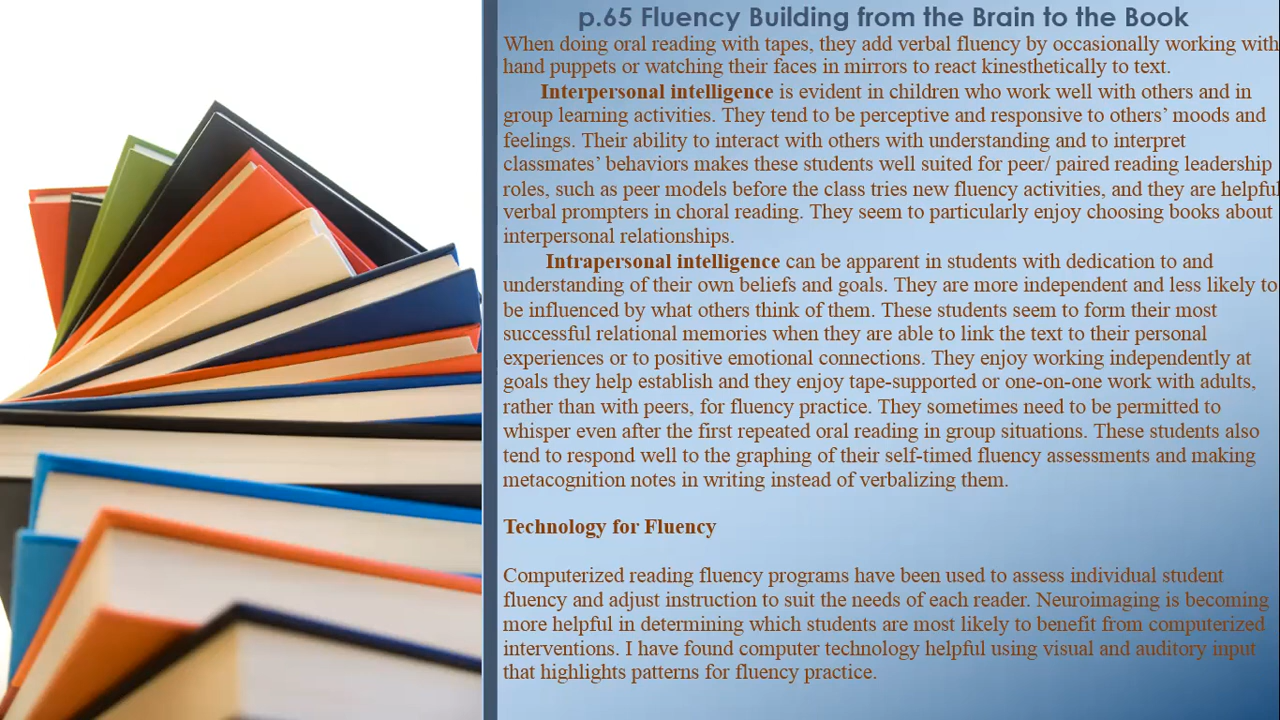 p.65 Fluency Building from the Brain to the Book
When doing oral reading with tapes, they add verbal fluency by occasionally working with
hand puppets or watching their faces in mirrors to react kinesthetically to text.
Interpersonal intelligence is evident in children who work well with others and in
group learning activities. They tend to be perceptive and responsive to others’ moods and
feelings. Their ability to interact with others with understanding and to interpret
classmates’ behaviors makes these students well suited for peer/ paired reading leadership
roles, such as peer models before the class tries new fluency activities, and they are helpful
verbal prompters in choral reading. They seem to particularly enjoy choosing books about
interpersonal relationships.
Intrapersonal intelligence can be apparent in students with dedication to and
understanding of their own beliefs and goals. They are more independent and less likely to
be influenced by what others think of them. These students seem to form their most
successful relational memories when they are able to link the text to their personal
experiences or to positive emotional connections. They enjoy working independently at
goals they help establish and they enjoy tape-supported or one-on-one work with adults,
rather than with peers, for fluency practice. They sometimes need to be permitted to
whisper even after the first repeated oral reading in group situations. These students also
tend to respond well to the graphing of their self-timed fluency assessments and making
metacognition notes in writing instead of verbalizing them.
Technology for Fluency
Computerized reading fluency programs have been used to assess individual student
fluency and adjust instruction to suit the needs of each reader. Neuroimaging is becoming
more helpful in determining which students are most likely to benefit from computerized
interventions. I have found computer technology helpful using visual and auditory input
that highlights patterns for fluency practice.